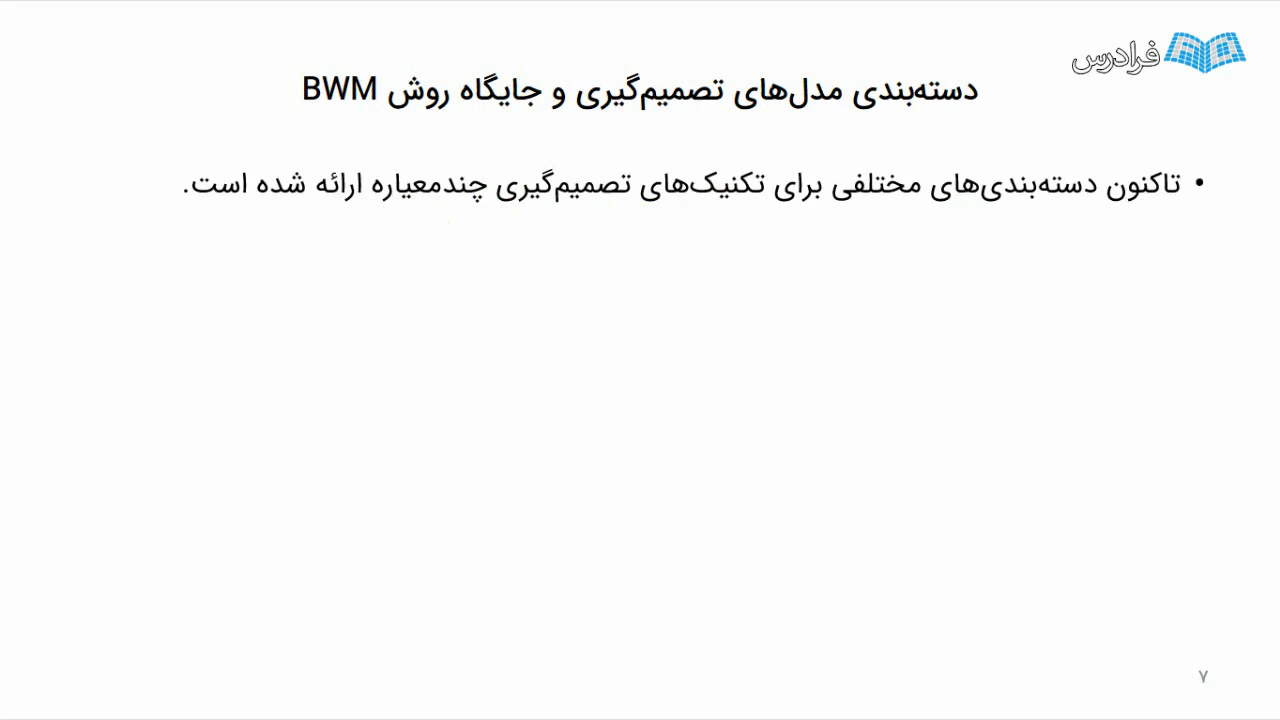 فرادرس
دسته‌بندی مدل‌های تصمیم‌گیری و جایگاه روش BWM
• تاکنون دسته‌بندی‌های مختلفی برای تکنیک‌های تصمیم‌گیری چندمعیاره ارائه شده است.
۷